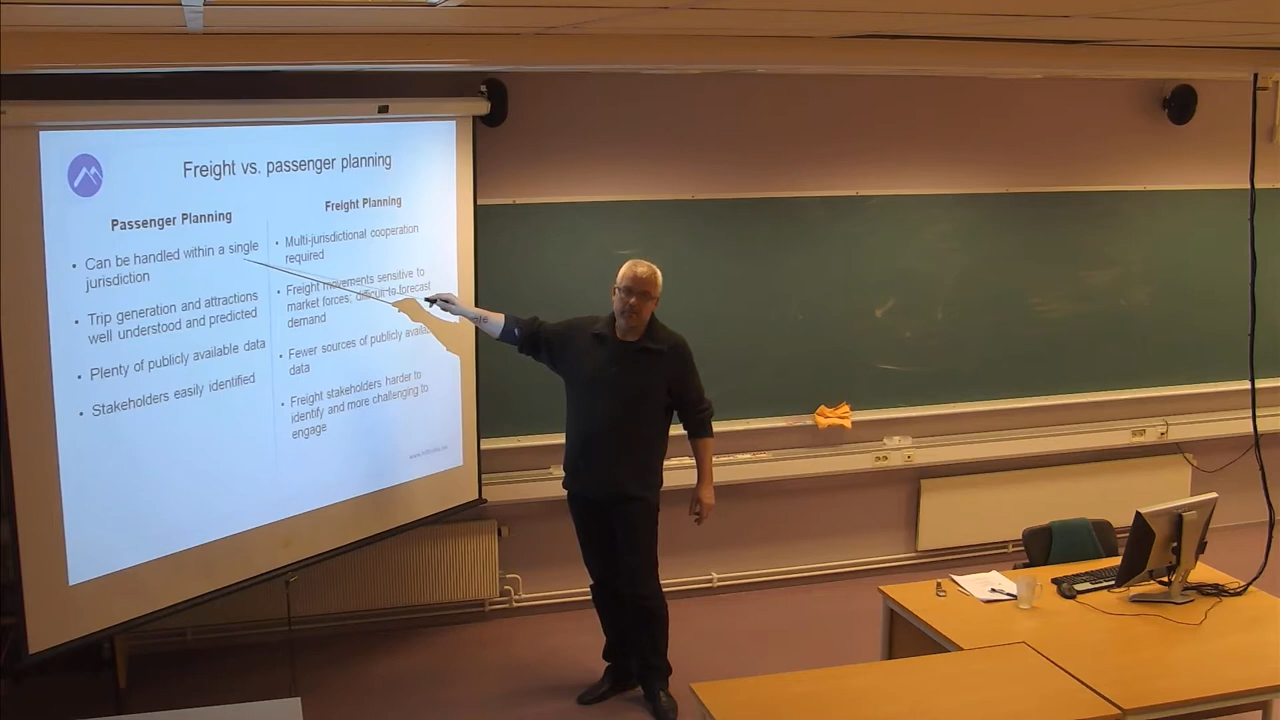 Freight vs. passenger planning
Passenger Planning
• Can be handled within a single
jurisdiction
• Trip generation and attractions
well understood and predicted
• Plenty of publicly available data
• Stakeholders easily identified
Freight Planning
• Multi-jurisdictional cooperation
required
• Freight movements sensitive to
market forces; difficult to forecast
demand
• Fewer sources of publicly
data
• Freight stakeholders harder to
identify and more challenging to
engage